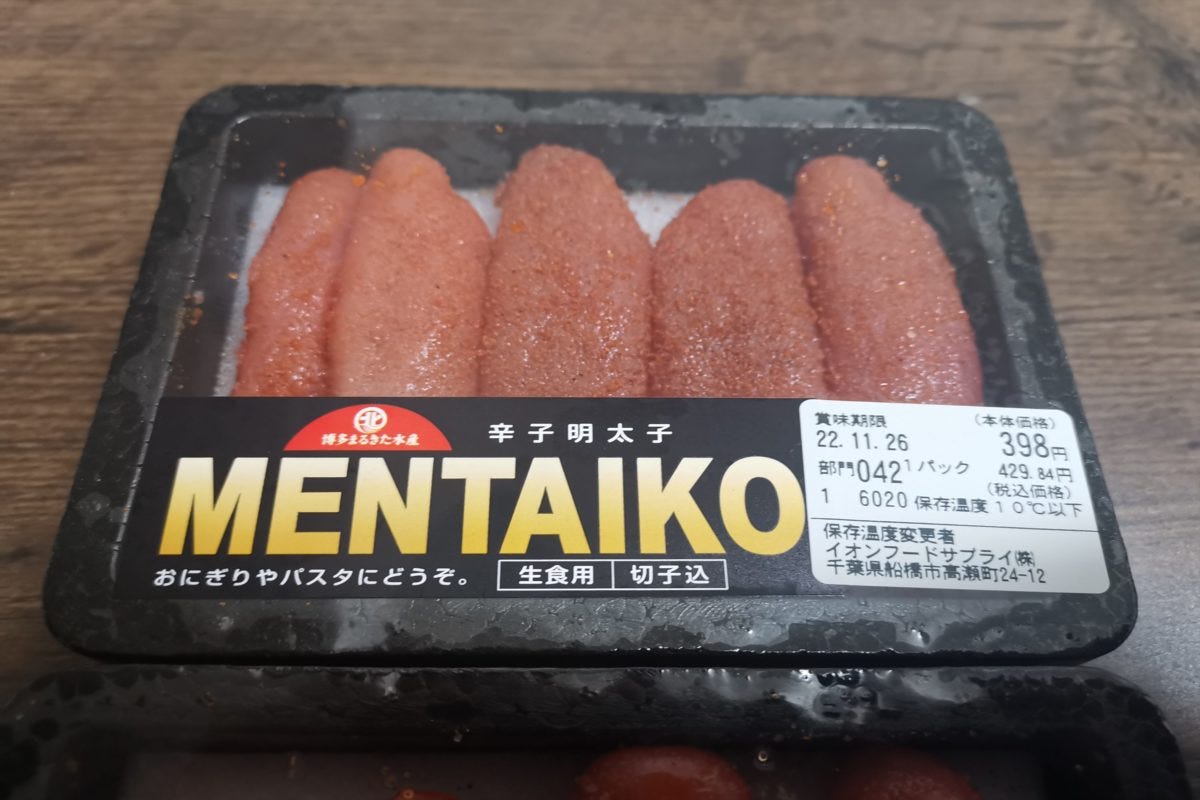 北
博多まるきた水産
辛子明太子
MENTAIKO
おにぎりやパスタにどうぞ。
生食用 切子込
賞味期限 (本体価格)
22.11.26 398円
部門042 1パック 429.84円
(税込価格)
1 6020 保存温度10℃以下
保存温度変更者
イオンフードサプライ㈱
千葉県船橋市高瀬町24-12